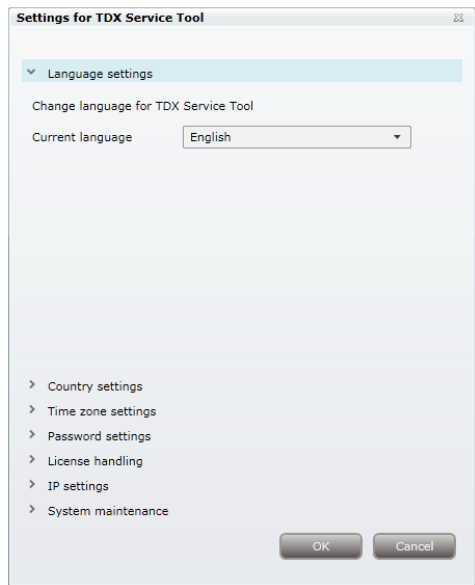 Settings for TDX Service Tool
Language settings
Change language for TDX Service Tool
Current language English
Country settings
Time zone settings
Password settings
License handling
IP settings
System maintenance
OK Cancel